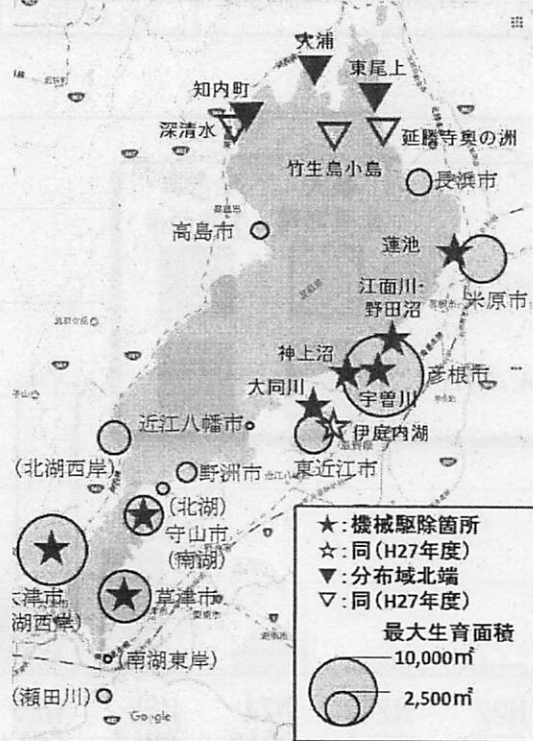 大浦
東尾上
知内町
深清水
延勝寺奥の洲
竹生島小島
長浜市
高島市
蓮池
江面川・
野田沼
米原市
神上沼
彦根市
大同川
宇曽川
近江八幡市
伊庭内湖
(北湖西岸)
野洲市
東近江市
(北湖)
守山市
(南湖)
大津市
湖西岸)
草津市
(南湖東岸)
(瀬田川)
Google
★:機械駆除箇所
☆:同(H27年度)
▼:分布域北端
▽:同(H27年度)
最大生育面積
10,000㎡
2,500㎡